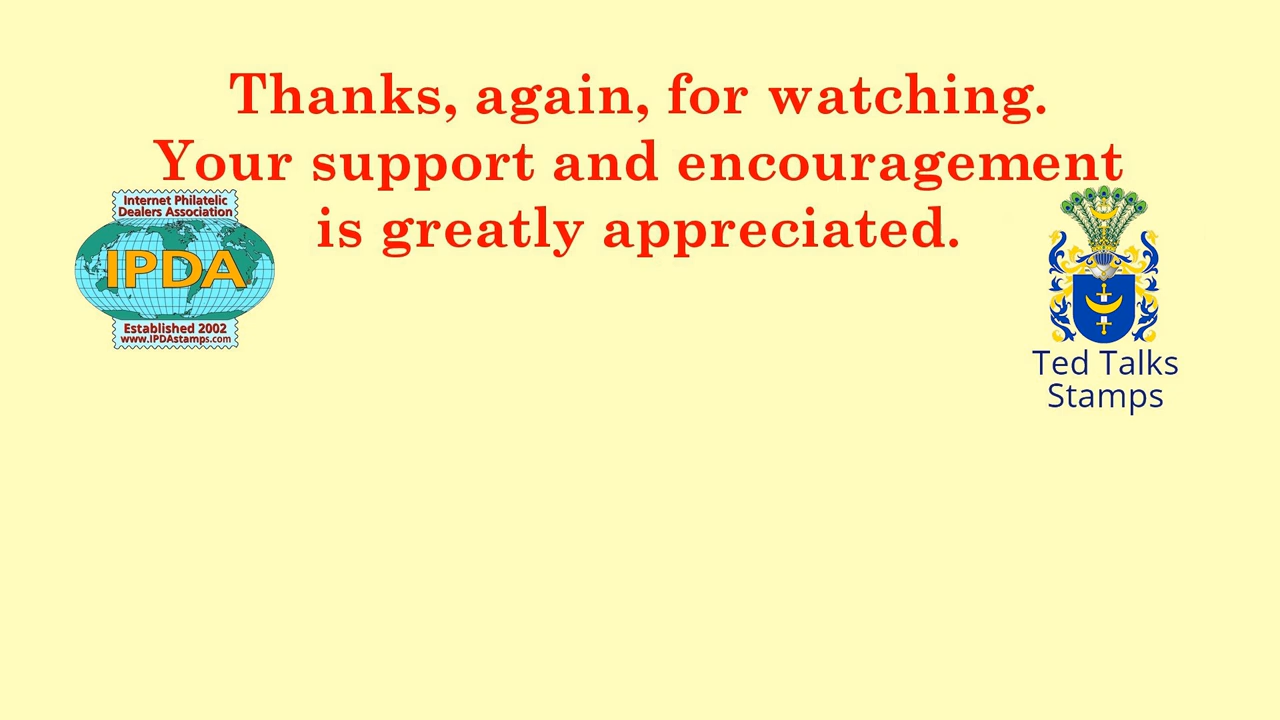 Thanks, again, for watching.
Your support and encouragement
is greatly appreciated.
Internet Philatelic
Dealers Association
IPDA
Established 2002
www.IPDAstamps.com
Ted Talks
Stamps